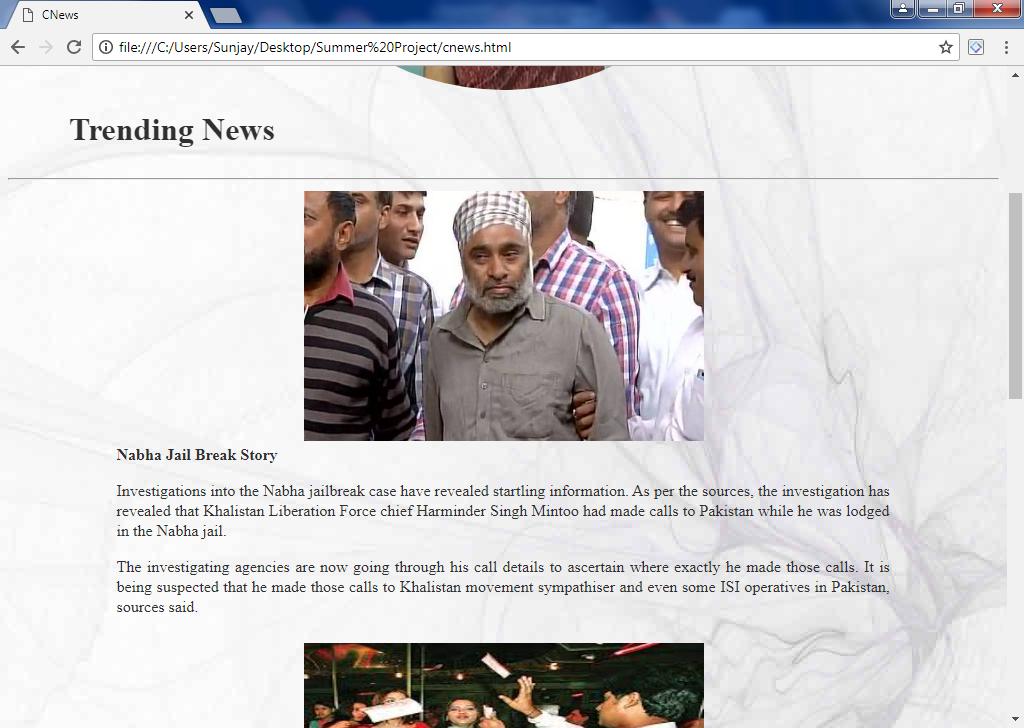 CNews
file:///C:/Users/Sunjay/Desktop/Summer%20Project/cnews.html
Trending News
Nabha Jail Break Story
Investigations into the Nabha jailbreak case have revealed startling information. As per the sources, the investigation has
revealed that Khalistan Liberation Force chief Harminder Singh Mintoo had made calls to Pakistan while he was lodged
in the Nabha jail.
The investigating agencies are now going through his call details to ascertain where exactly he made those calls. It is
being suspected that he made those calls to Khalistan movement sympathiser and even some ISI operatives in Pakistan,
sources said.